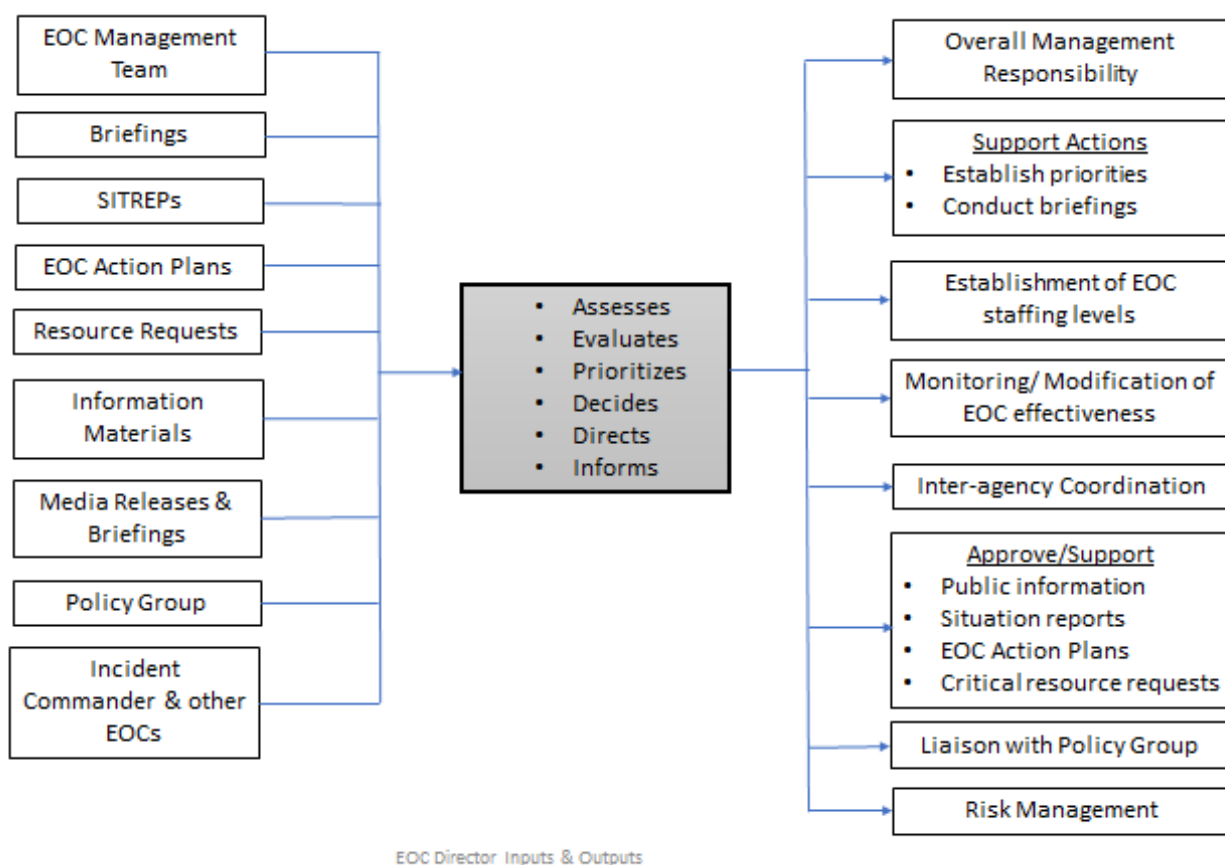 EOC Management
Team
Briefings
SITREPs
EOC Action Plans
Resource Requests
Information
Materials
Media Releases &
Briefings
Policy Group
Incident
Commander & other
EOCs
• Assesses
• Evaluates
• Prioritizes
• Decides
• Directs
• Informs
Overall Management
Responsibility
Support Actions
• Establish priorities
• Conduct briefings
Establishment of EOC
staffing levels
Monitoring/ Modification of
EOC effectiveness
Inter-agency Coordination
Approve/Support
• Public information
• Situation reports
• EOC Action Plans
• Critical resource requests
Liaison with Policy Group
Risk Management
EOC Director Inputs & Outputs